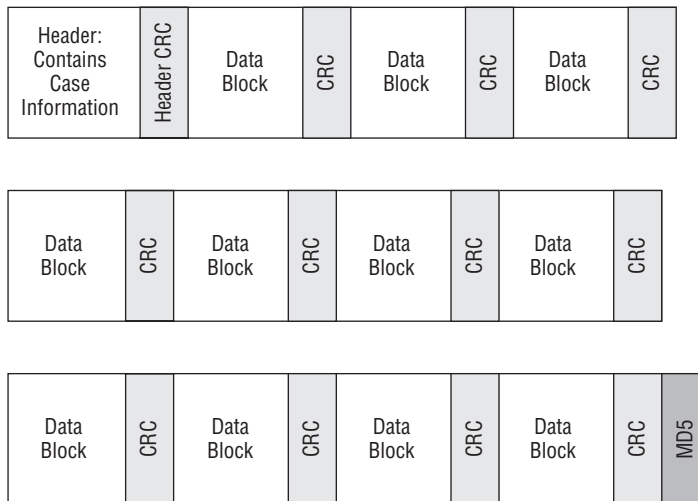 Header:
Contains
Case
Information
Header CRC
Data
Block
CRC
Data
Block
CRC
Data
Block
CRC
Data
Block
CRC
Data
Block
CRC
Data
Block
CRC
Data
Block
CRC
Data
Block
CRC
Data
Block
CRC
Data
Block
CRC
Data
Block
CRC
MD5